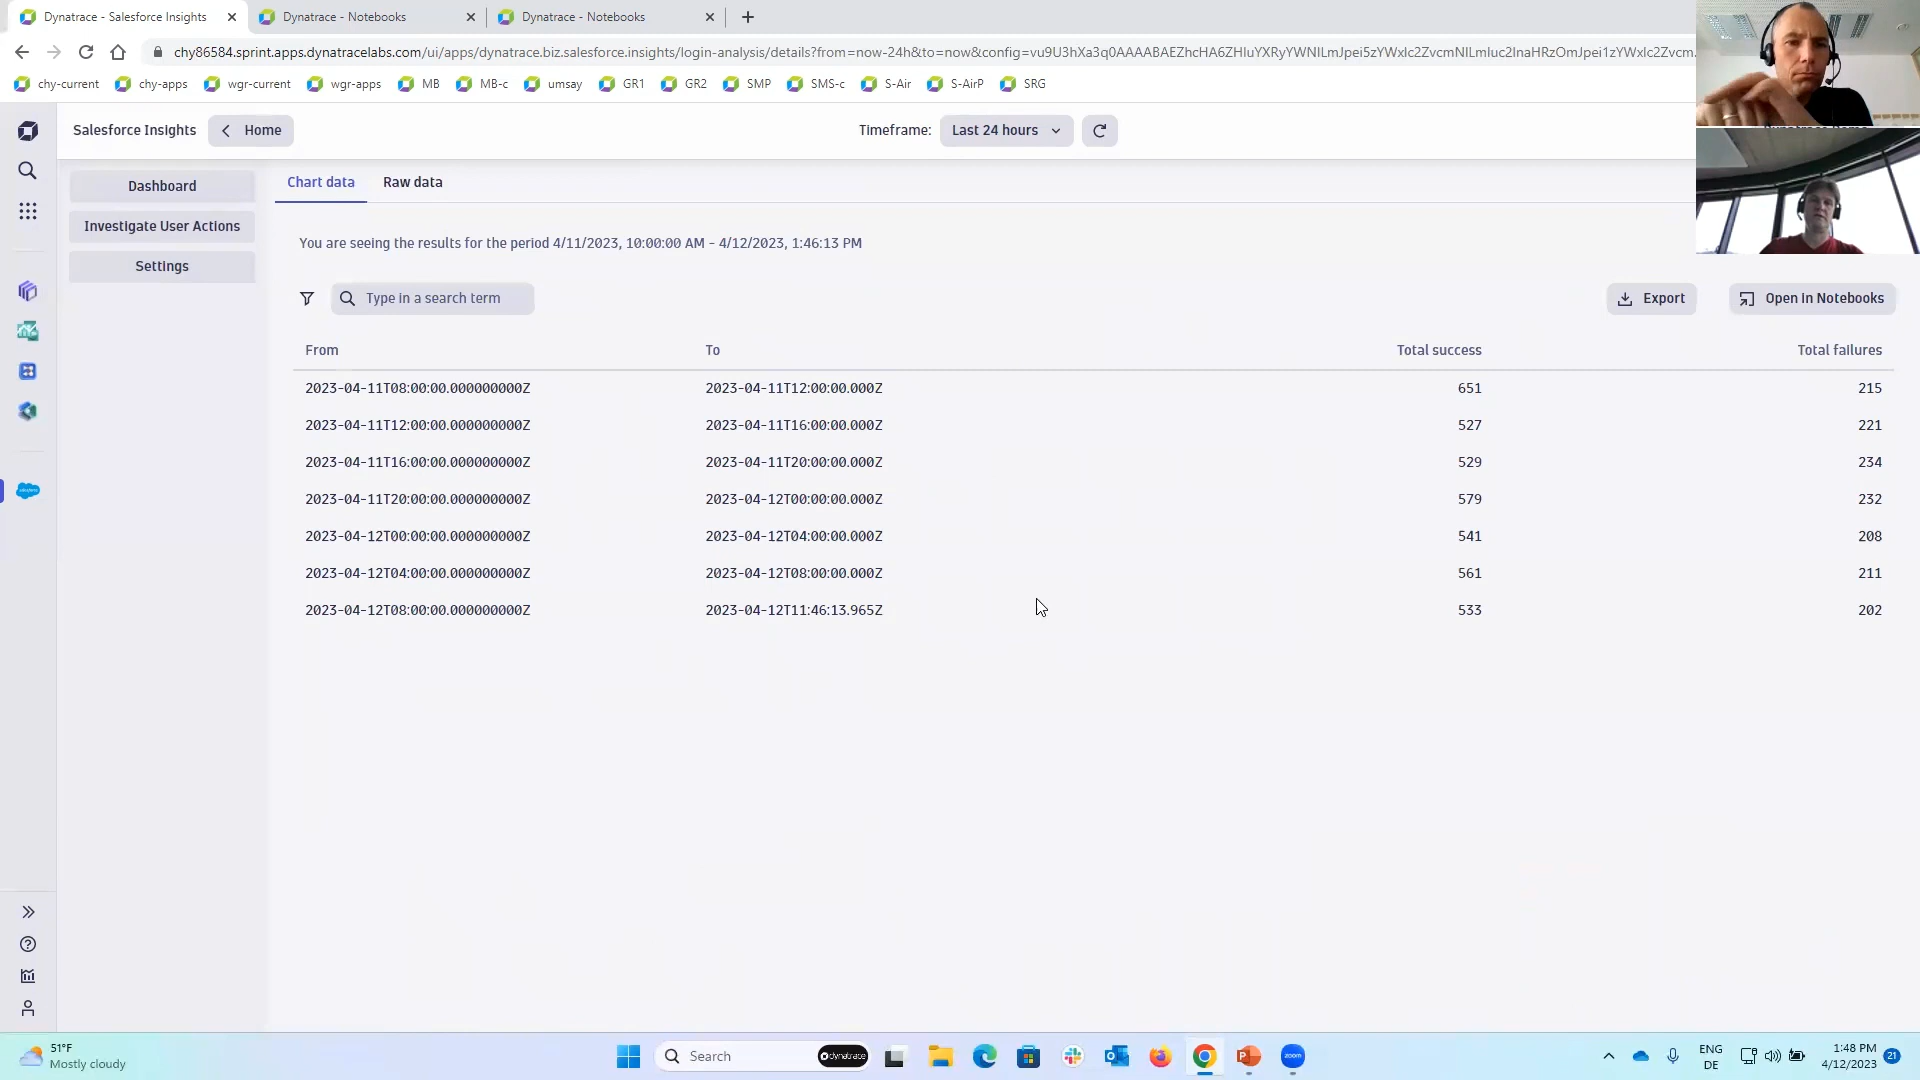 Dynatrace - Salesforce Insights
Dynatrace - Notebooks
Dynatrace - Notebooks
chy86584.sprint.apps.dynatracelabs.com/ui/apps/dynatrace.biz.salesforce.insights/login-analysis/details?from=now-24h&to=now&config=vu9U3hXa3q0AAAABAEZhcHA6ZHluYXRyYWNlLmJpei5zYWxlc2ZvcmNlLmluc2lnaHRzOmJpei1zYWxlc2Zvcm.
chy-current
chy-apps
wgr-current
wgr-apps
MB
MB-c
umsay
GR1
GR2
SMP
SMS-c
S-Air
S-AirP
SRG
Salesforce Insights
Home
Timeframe:
Last 24 hours
Dashboard
Investigate User Actions
Settings
Chart data
Raw data
You are seeing the results for the period 4/11/2023, 10:00:00 AM - 4/12/2023, 1:46:13 PM
Type in a search term
Export
Open in Notebooks
From To Total success Total failures
2023-04-11T08:00:00.000000000Z 2023-04-11T12:00:00.000Z 651 215
2023-04-11T12:00:00.000000000Z 2023-04-11T16:00:00.000Z 527 221
2023-04-11T16:00:00.000000000Z 2023-04-11T20:00:00.000Z 529 234
2023-04-11T20:00:00.000000000Z 2023-04-12T00:00:00.000Z 579 232
2023-04-12T00:00:00.000000000Z 2023-04-12T04:00:00.000Z 541 208
2023-04-12T04:00:00.000000000Z 2023-04-12T08:00:00.000Z 561 211
2023-04-12T08:00:00.000000000Z 2023-04-12T11:46:13.965Z 533 202
51°F
Mostly cloudy
Search
dynatrace
zoom
ENG
DE
1:48 PM
4/12/2023
21